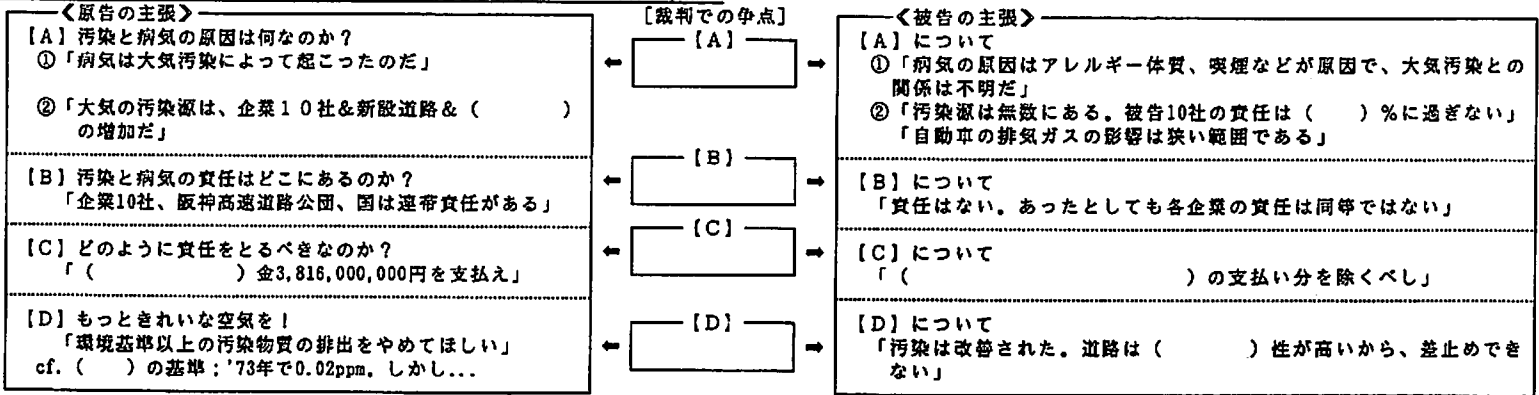 《原告の主張》
【A】汚染と病気の原因は何なのか？
①「病気は大気汚染によって起こったのだ」
②「大気の汚染源は、企業１０社＆新設道路＆（　　　　）
の増加だ」
【B】汚染と病気の責任はどこにあるのか？
「企業10社、阪神高速道路公団、国は連帯責任がある」
【C】どのように責任をとるべきなのか？
「（　　　　　　）金3,816,000,000円を支払え」
【D】もっときれいな空気を！
「環境基準以上の汚染物質の排出をやめてほしい」
cf.（　　）の基準；'73年で0.02ppm. しかし...
[裁判での争点]
【A】
← →
【B】
← →
【C】
← →
【D】
← →
《被告の主張》
【A】について
①「病気の原因はアレルギー体質、喫煙などが原因で、大気汚染との
関係は不明だ」
②「汚染源は無数にある。被告10社の責任は（　　）％に過ぎない」
「自動車の排気ガスの影響は狭い範囲である」
【B】について
「責任はない。あったとしても各企業の責任は同等ではない」
【C】について
「（　　　　　　　　　　）の支払い分を除くべし」
【D】について
「汚染は改善された。道路は（　　　　）性が高いから、差止めでき
ない」